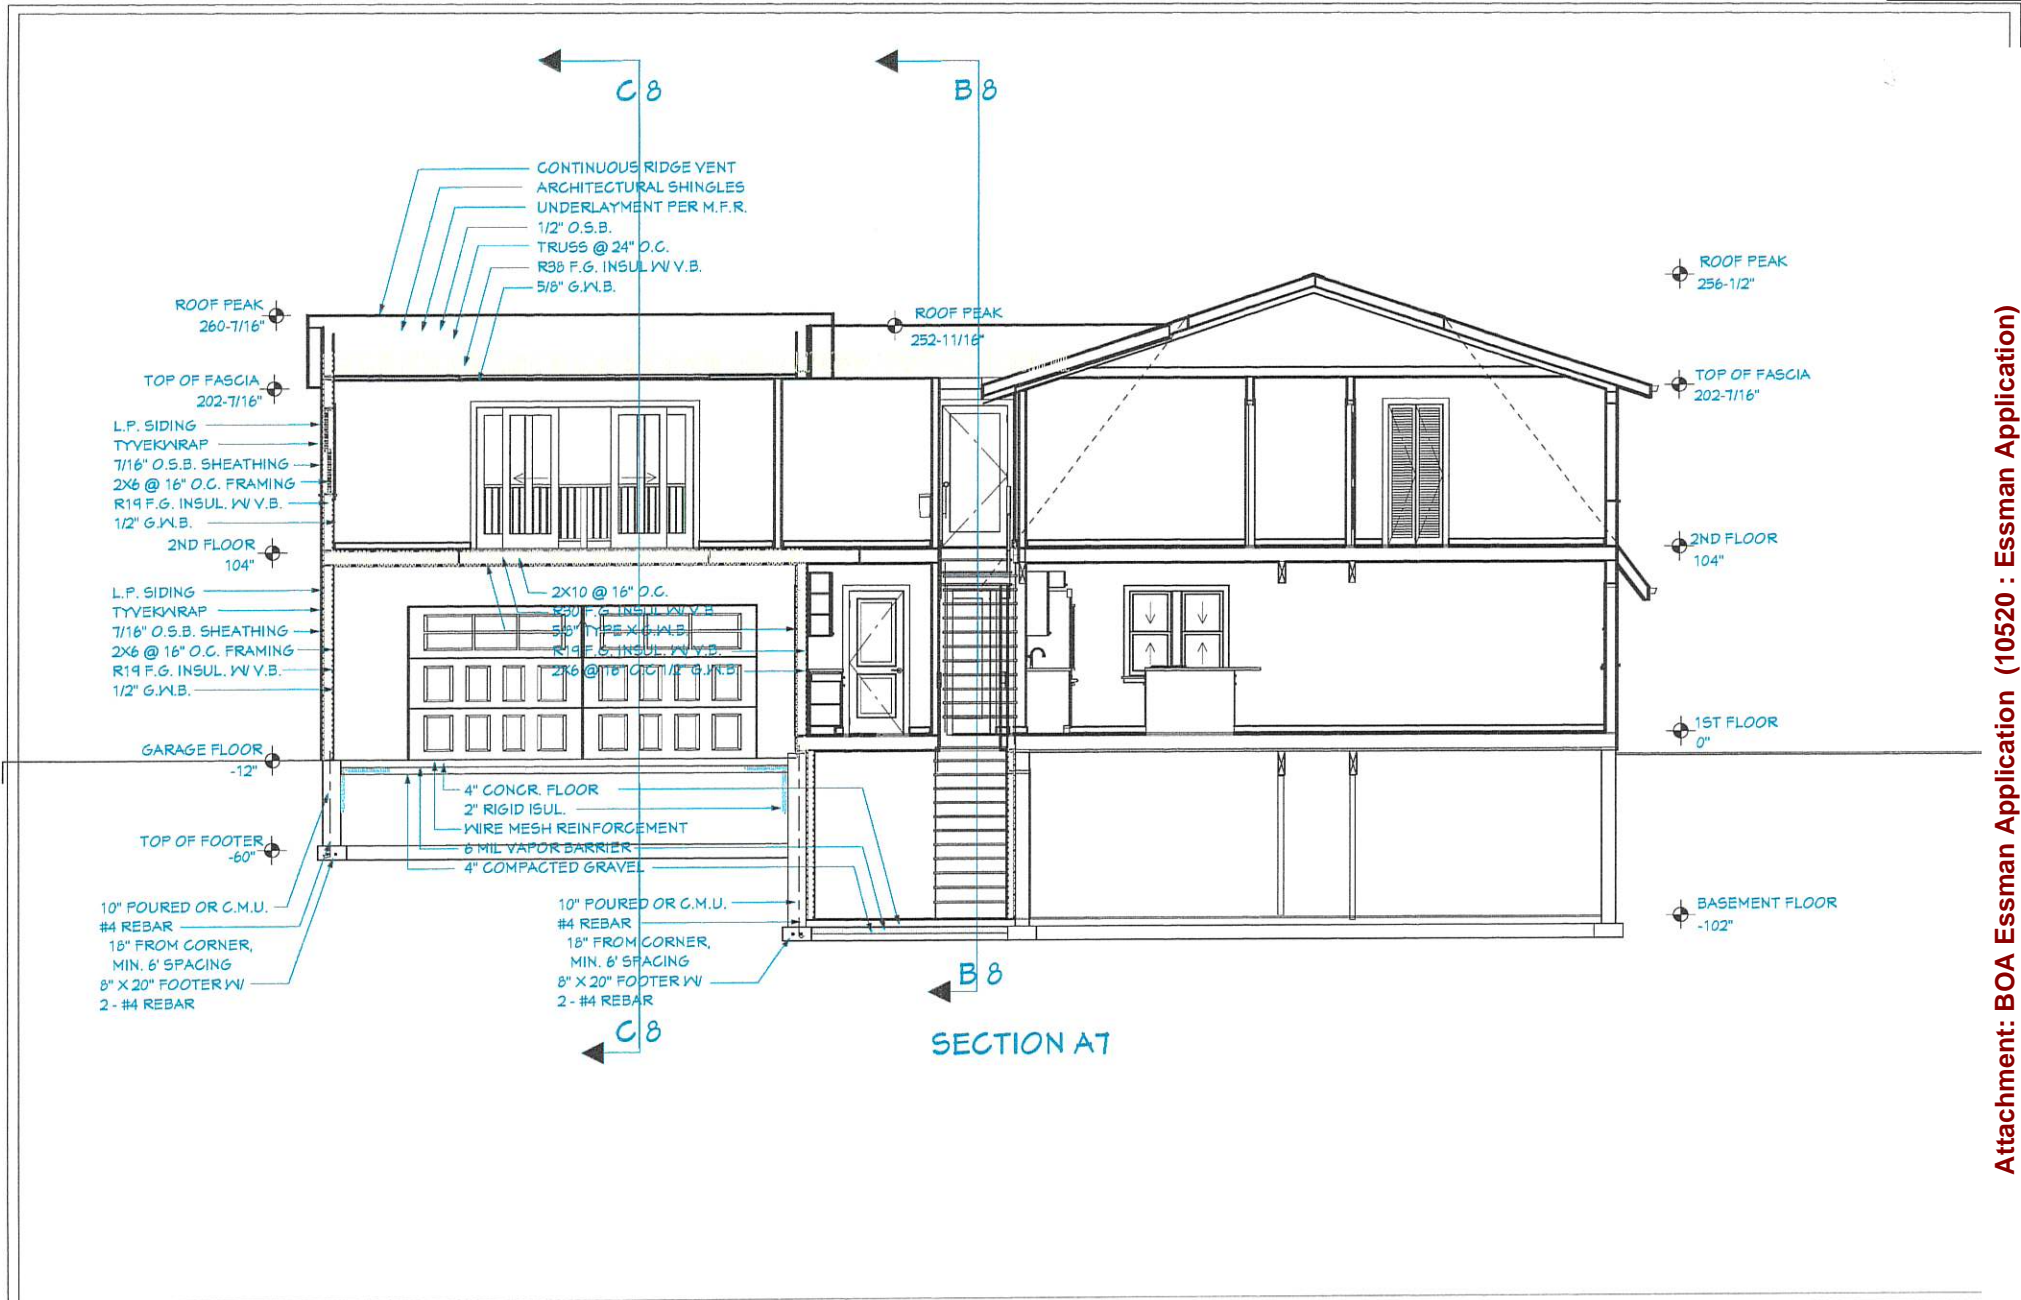 C 8
B 8
CONTINUOUS RIDGE VENT
ARCHITECTURAL SHINGLES
UNDERLAYMENT PER M.F.R.
1/2" O.S.B.
TRUSS @ 24" O.C.
R38 F.G. INSUL W/ V.B.
5/8" G.W.B.
ROOF PEAK
260-7/16"
ROOF PEAK
252-11/16"
ROOF PEAK
256-1/2"
TOP OF FASCIA
202-7/16"
TOP OF FASCIA
202-7/16"
L.P. SIDING
TYVEKWRAP
7/16" O.S.B. SHEATHING
2X6 @ 16" O.C. FRAMING
R19 F.G. INSUL. W/ V.B.
1/2" G.W.B.
2ND FLOOR
104"
2ND FLOOR
104"
L.P. SIDING
TYVEKWRAP
7/16" O.S.B. SHEATHING
2X6 @ 16" O.C. FRAMING
R19 F.G. INSUL. W/ V.B.
1/2" G.W.B.
2X10 @ 16" O.C.
R30 F.G. INSUL W/ V.B.
5/8" TYPE X G.W.B.
R19 F.G. INSUL. W/ V.B.
2X6 @ 16" O.C. 1/2" G.W.B.
GARAGE FLOOR
-12"
1ST FLOOR
0"
4" CONCR. FLOOR
2" RIGID ISUL.
WIRE MESH REINFORCEMENT
6 MIL VAPOR BARRIER
4" COMPACTED GRAVEL
TOP OF FOOTER
-60"
10" POURED OR C.M.U.
#4 REBAR
18" FROM CORNER,
MIN. 6' SPACING
8" X 20" FOOTER W/
2 - #4 REBAR
10" POURED OR C.M.U.
#4 REBAR
18" FROM CORNER,
MIN. 6' SPACING
8" X 20" FOOTER W/
2 - #4 REBAR
BASEMENT FLOOR
-102"
B 8
C 8
SECTION A7
Attachment: BOA Essman Application (10520 : Essman Application)